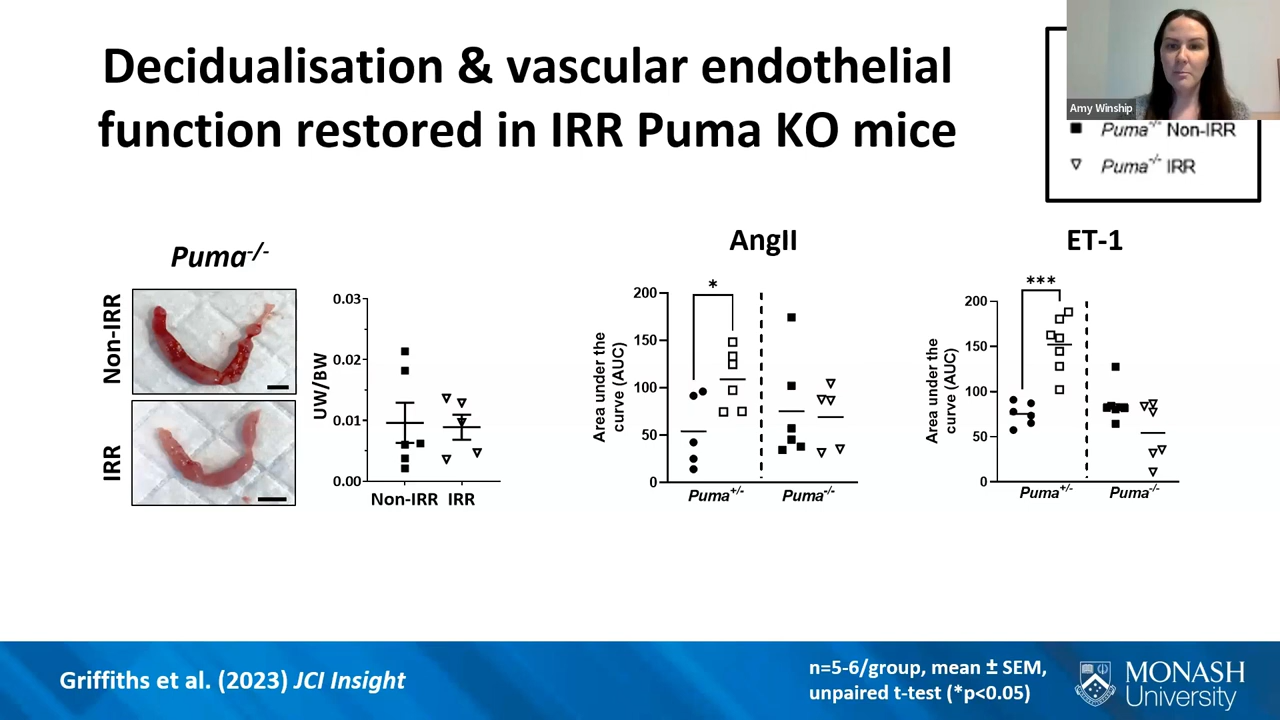 Decidualisation & vascular endothelial
function restored in IRR Puma KO mice
Amy Winship
Puma-/- Non-IRR
Puma-/- IRR
Puma-/-
Non-IRR
IRR
UW/BW
0.03
0.02
0.01
0.00
Non-IRR IRR
AngII
Area under the
curve (AUC)
200
150
100
50
0
*
Puma+/- Puma-/-
ET-1
Area under the
curve (AUC)
200
150
100
50
0
***
Puma+/- Puma-/-
Griffiths et al. (2023) JCI Insight
n=5-6/group, mean ± SEM,
unpaired t-test (*p<0.05)
MONASH
University